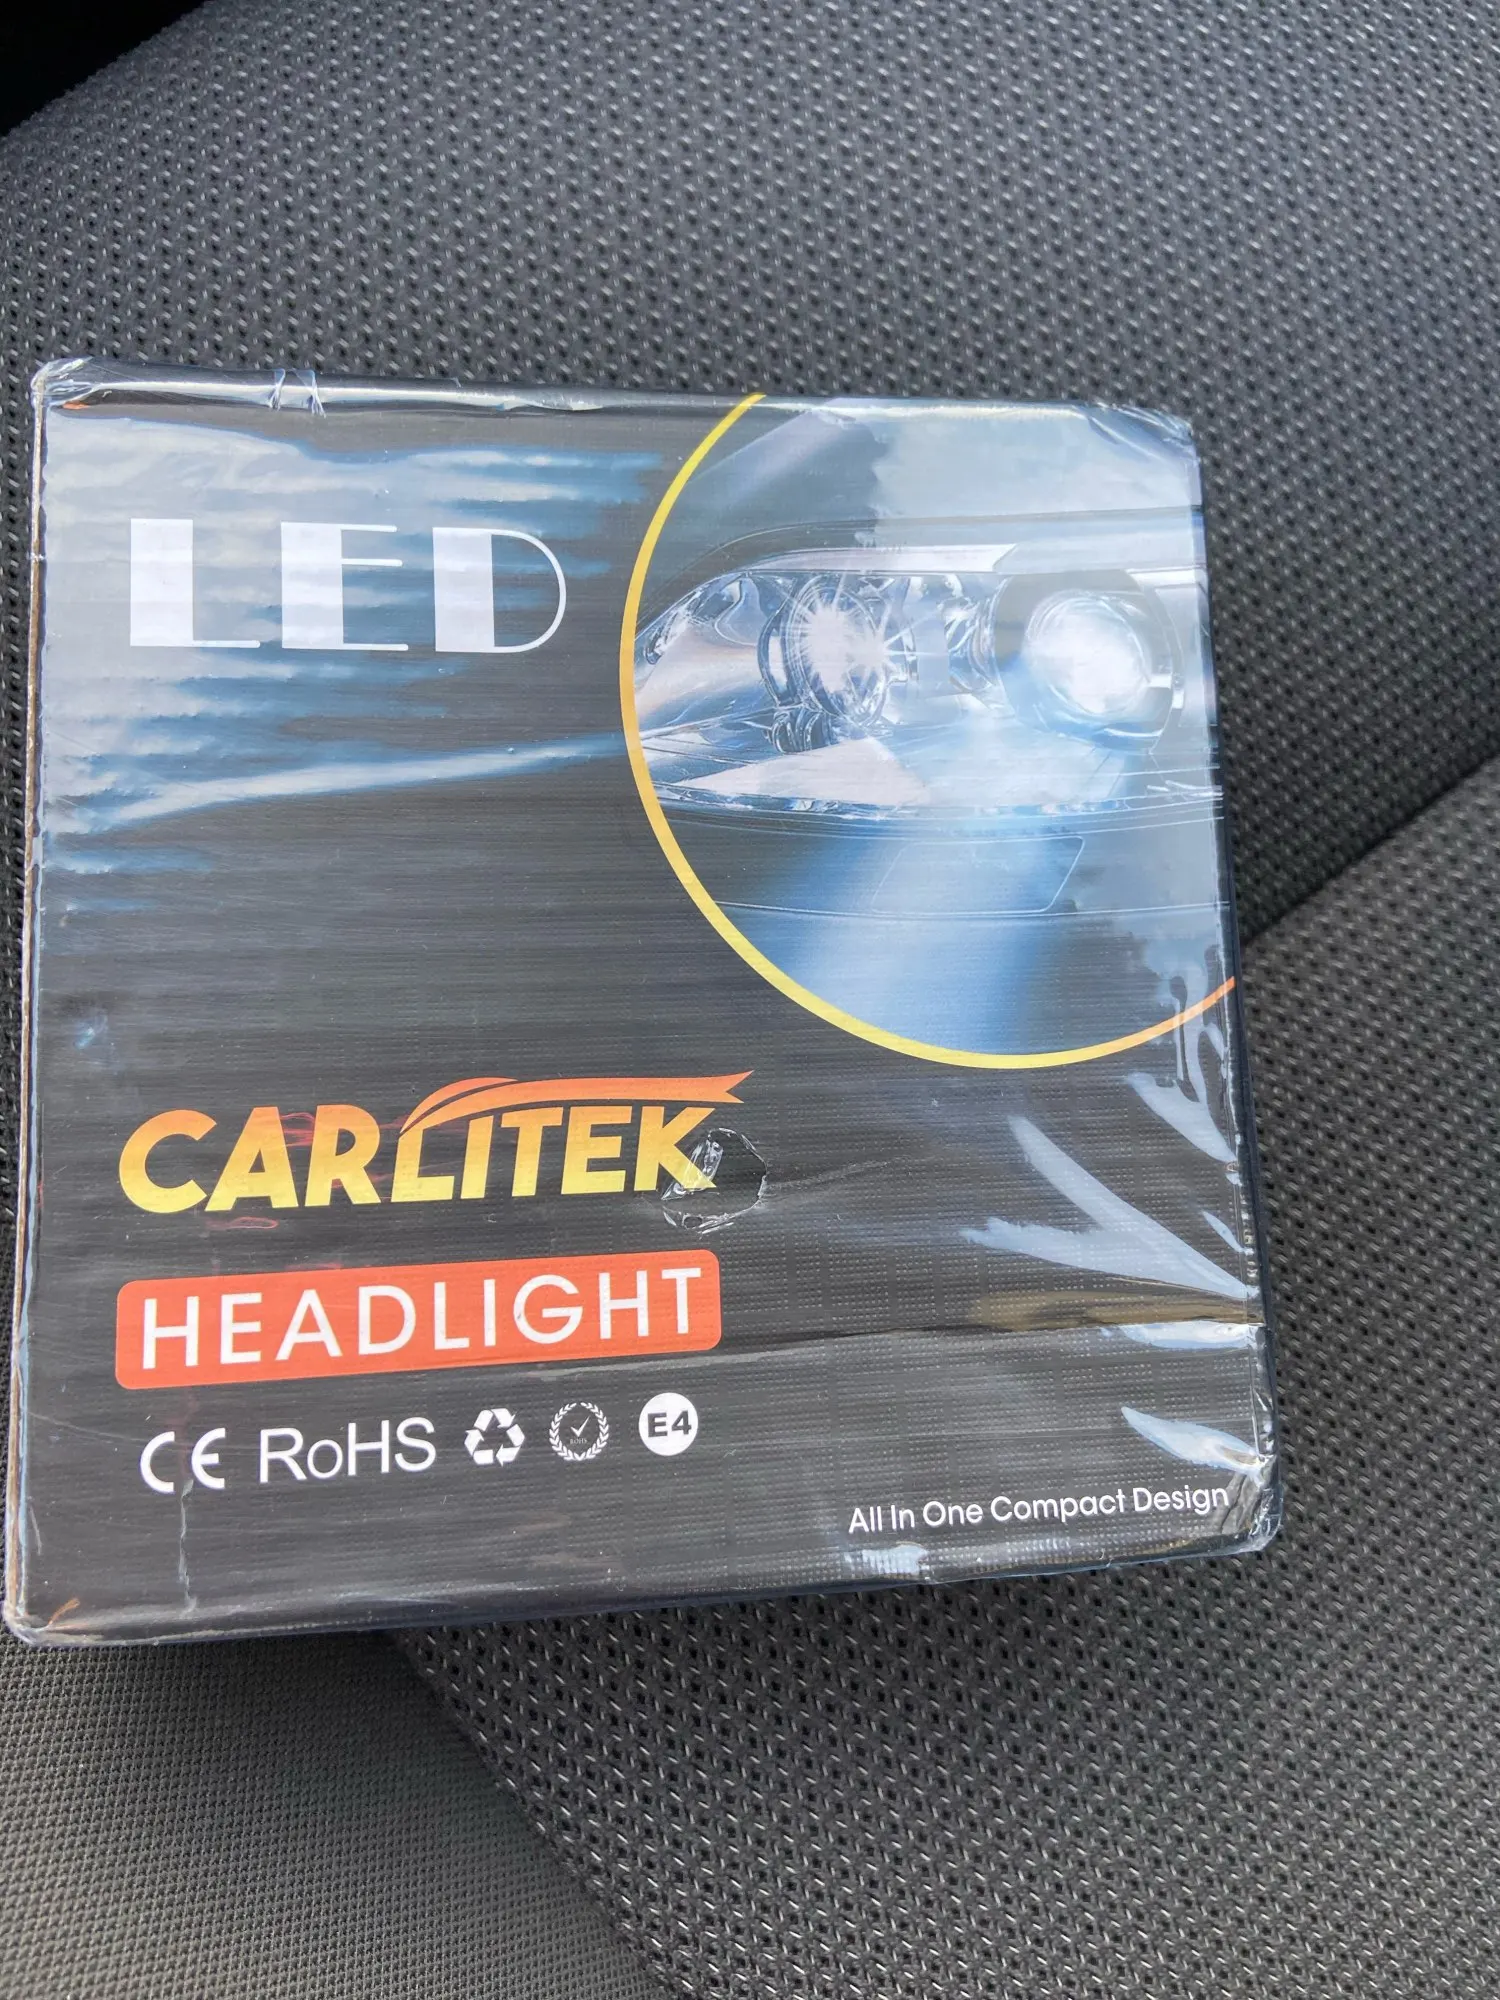 LED
CARLITEK
HEADLIGHT
CE RoHS E4
All In One Compact Design